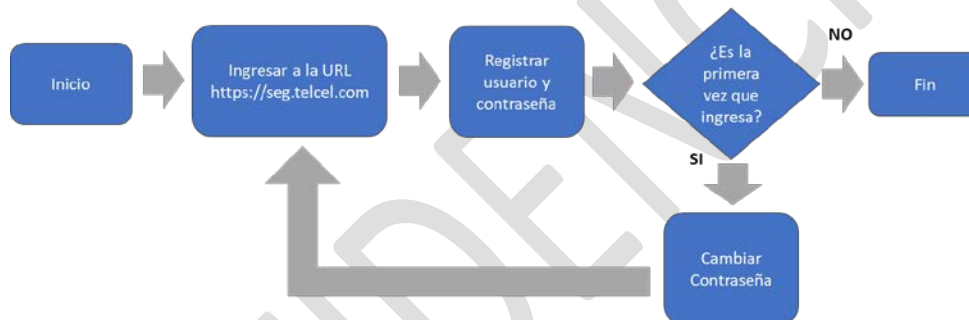 Inicio
Ingresar a la URL
https://seg.telcel.com
Registrar
usuario y
contraseña
¿Es la
primera
vez que
ingresa?
NO
Fin
SI
Cambiar
Contraseña